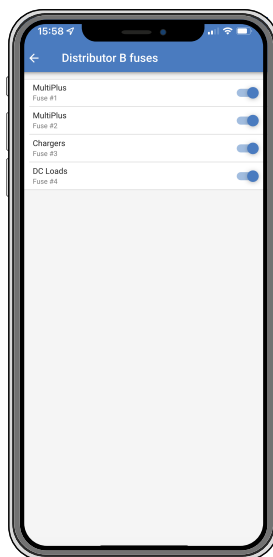 15:58
Distributor B fuses
MultiPlus
Fuse #1
MultiPlus
Fuse #2
Chargers
Fuse #3
DC Loads
Fuse #4